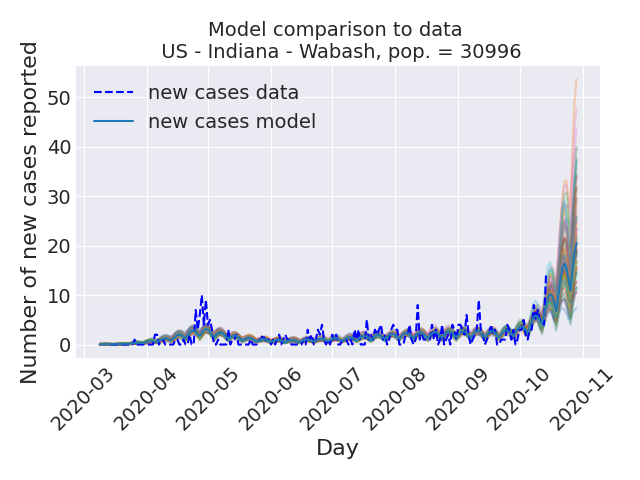 Model comparison to data
US - Indiana - Wabash, pop. = 30996
new cases data
new cases model
Number of new cases reported
50
40
30
20
10
0
2020-03
2020-04
2020-05
2020-06
2020-07
2020-08
2020-09
2020-10
2020-11
Day